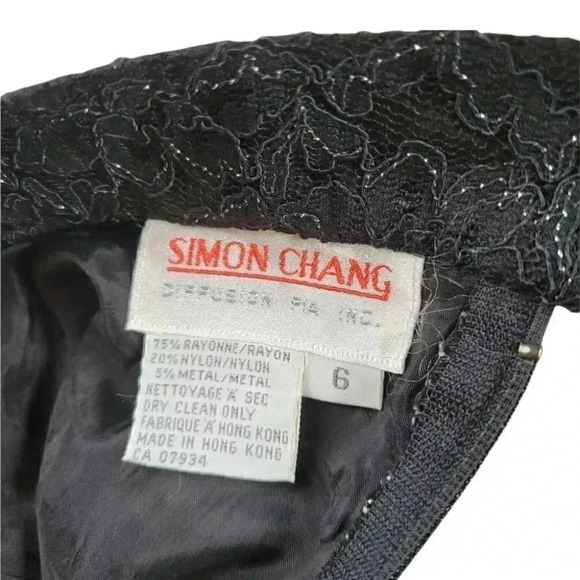 SIMON CHANG
DIFFUSION PIA INC.
75% RAYONNE/RAYON
20% NYLON/NYLON
5% METAL/METAL
NETTOYAGE "A" SEC
DRY CLEAN ONLY
FABRIQUE "A" HONG KONG
MADE IN HONG KONG
CA 07934
6